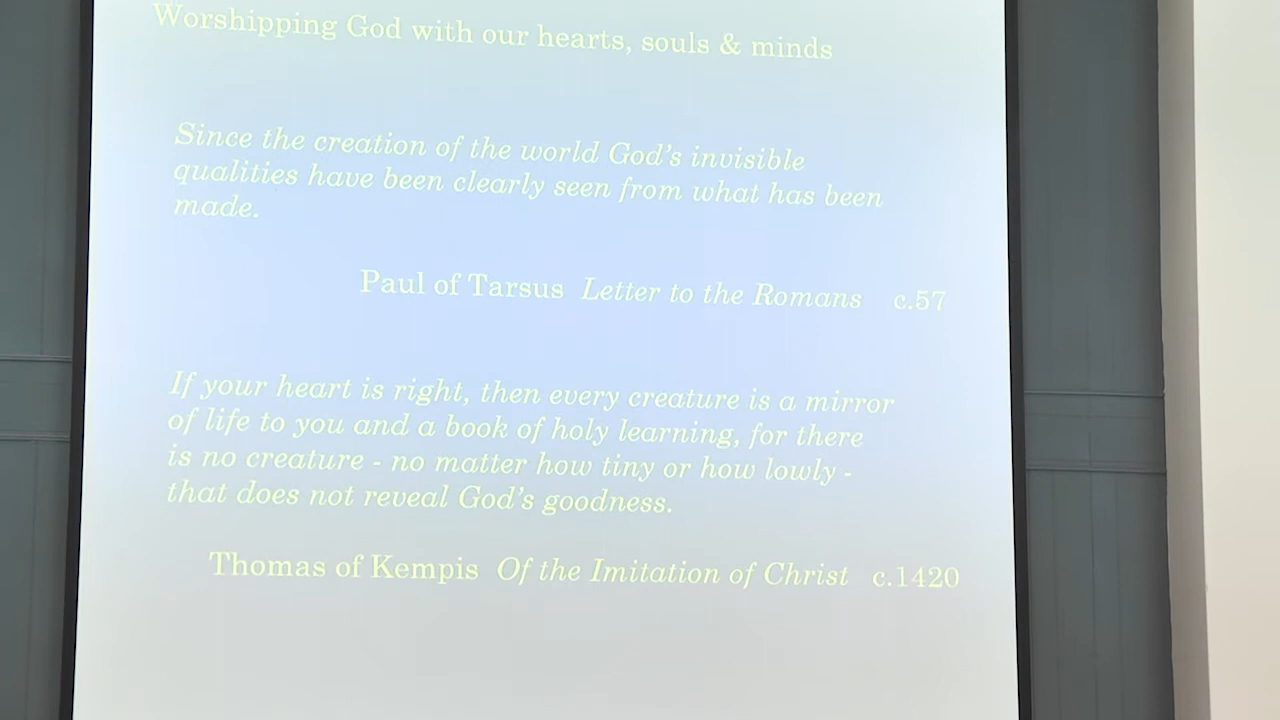 Worshipping God with our hearts, souls & minds
Since the creation of the world God's invisible
qualities have been clearly seen from what has been
made.
Paul of Tarsus Letter to the Romans c.57
If your heart is right, then every creature is a mirror
of life to you and a book of holy learning, for there
is no creature - no matter how tiny or how lowly -
that does not reveal God's goodness.
Thomas of Kempis Of the Imitation of Christ c.1420